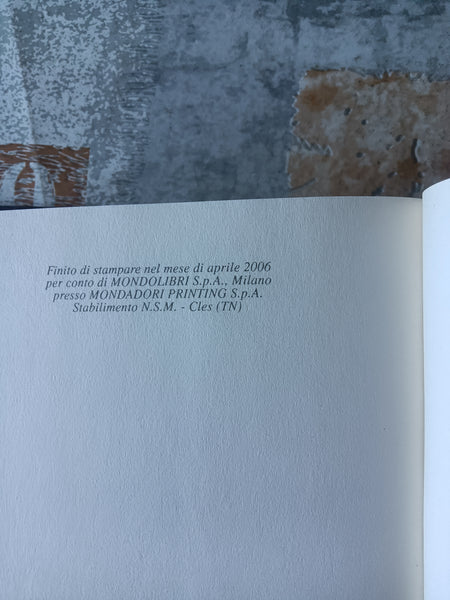 Finito di stampare nel mese di aprile 2006
per conto di MONDOLIBRI S.p.A., Milano
presso MONDADORI PRINTING S.p.A.
Stabilimento N.S.M. - Cles (TN)